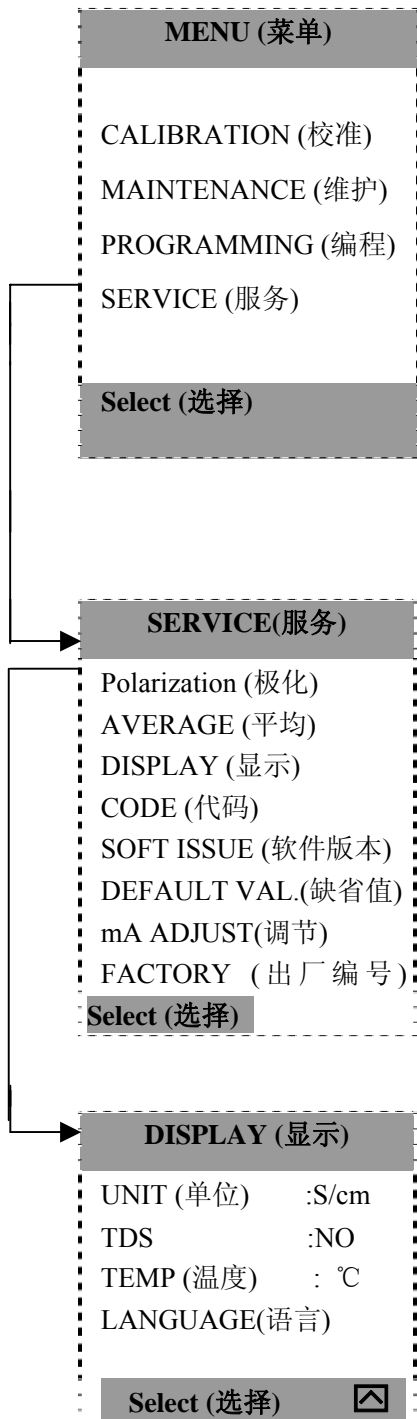 MENU (菜单)
CALIBRATION (校准)
MAINTENANCE (维护)
PROGRAMMING (编程)
SERVICE (服务)
Select (选择)
SERVICE(服务)
Polarization (极化)
AVERAGE (平均)
DISPLAY (显示)
CODE (代码)
SOFT ISSUE (软件版本)
DEFAULT VAL.(缺省值)
mA ADJUST(调节)
FACTORY (出厂编号)
Select (选择)
DISPLAY (显示)
UNIT (单位) :S/cm
TDS :NO
TEMP (温度) : ℃
LANGUAGE(语言)
Select (选择)